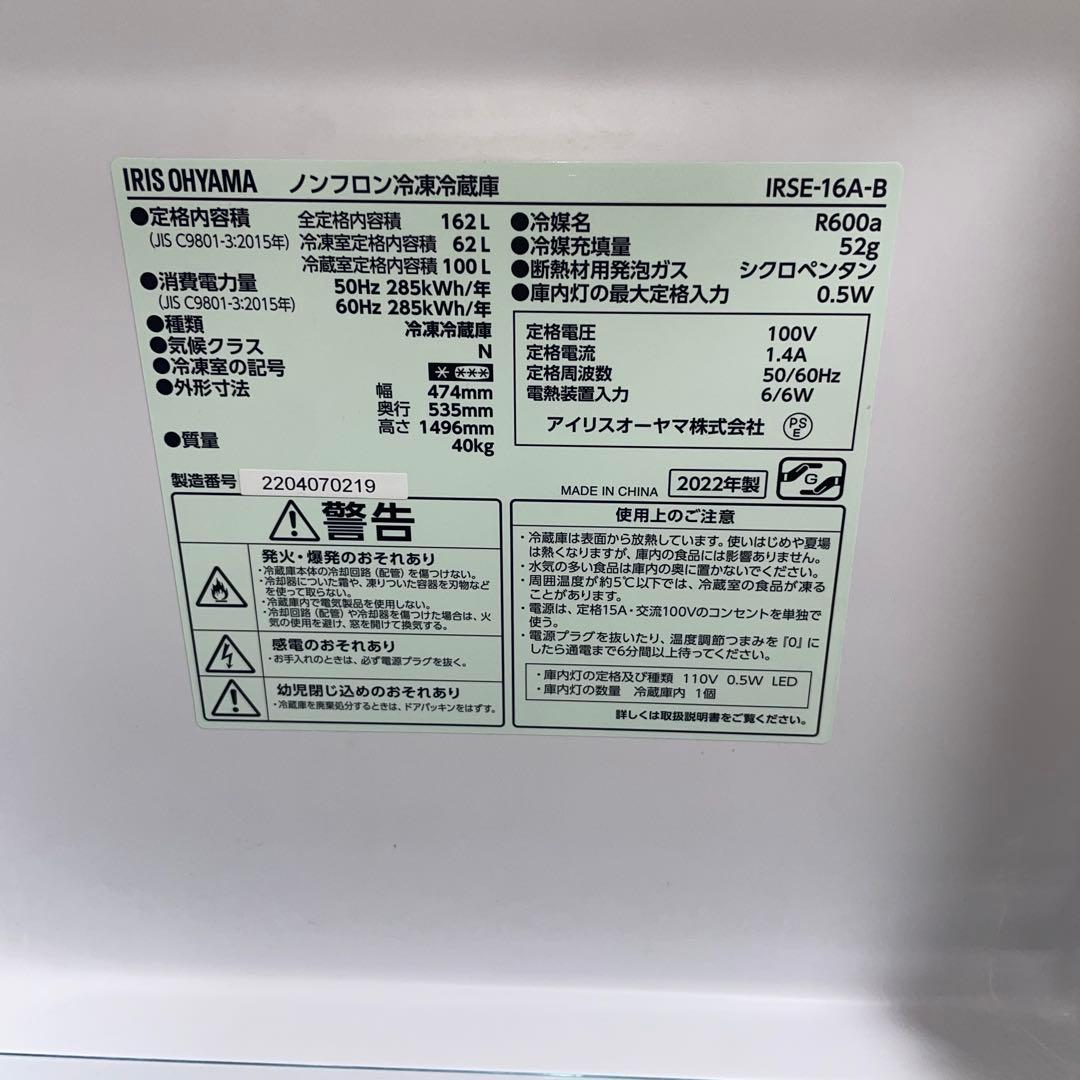 IRIS OHYAMA ノンフロン冷凍冷蔵庫 IRSE-16A-B
●定格内容積 全定格内容積 162L
(JIS C9801-3:2015年) 冷凍室定格内容積 62L
冷蔵室定格内容積 100L
●消費電力量 50Hz 285kWh/年
(JIS C9801-3:2015年) 60Hz 285kWh/年
●種類 冷凍冷蔵庫
●気候クラス N
●冷凍室の記号 * ***
●外形寸法 幅 474mm
奥行 535mm
高さ 1496mm
●質量 40kg
●冷媒名 R600a
●冷媒充填量 52g
●断熱材用発泡ガス シクロペンタン
●庫内灯の最大定格入力 0.5W
定格電圧 100V
定格電流 1.4A
定格周波数 50/60Hz
電熱装置入力 6/6W
アイリスオーヤマ株式会社 PSE
製造番号 2204070219
MADE IN CHINA 2022年製 G
警告
発火・爆発のおそれあり
・冷蔵庫本体の冷却回路(配管)を傷つけない。
・冷却器についた霜や、凍りついた容器を刃物など
を使って取らない。
・冷蔵庫内で電気製品を使用しない。
・冷却回路(配管)や冷却器を傷つけた場合は、火
気の使用を避け、窓を開けて換気する。
感電のおそれあり
・お手入れのときは、必ず電源プラグを抜く。
幼児閉じ込めのおそれあり
・冷蔵庫を廃棄処分するときは、ドアパッキンをはずす。
使用上のご注意
・冷蔵庫は表面から放熱しています。使いはじめや夏場
は熱くなりますが、庫内の食品には影響ありません。
・水気の多い食品は庫内の奥に置かないでください。
・周囲温度が約5℃以下では、冷蔵室の食品が凍る
ことがあります。
・電源は、定格15A・交流100Vのコンセントを単独で
使う。
・電源プラグを抜いたり、温度調節つまみを『0』に
したら通電まで6分間以上待ってください。
・庫内灯の定格及び種類 110V 0.5W LED
・庫内灯の数量 冷蔵庫内 1個
詳しくは取扱説明書をご覧ください。